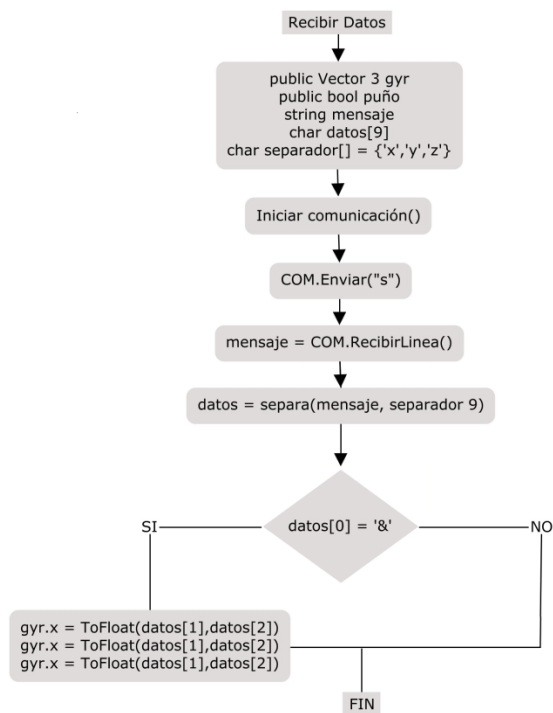 Recibir Datos
public Vector 3 gyr
public bool puño
string mensaje
char datos[9]
char separador[] = {'x','y','z'}
Iniciar comunicación()
COM.Enviar("s")
mensaje = COM.RecibirLinea()
datos = separa(mensaje, separador 9)
datos[0] = '&'
SI
NO
gyr.x = ToFloat(datos[1],datos[2])
gyr.x = ToFloat(datos[1],datos[2])
gyr.x = ToFloat(datos[1],datos[2])
FIN